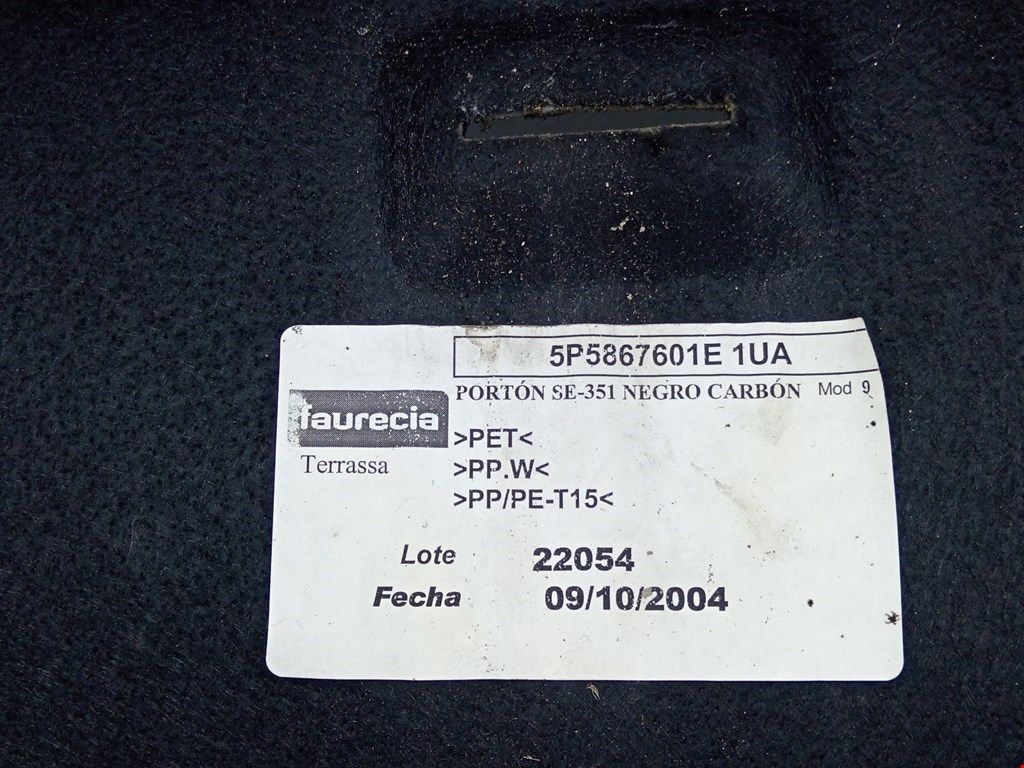 5P5867601E 1UA
PORTÓN SE-351 NEGRO CARBÓN Mod 9
faurecia
Terrassa
>PET<
>PP.W<
>PP/PE-T15<
Lote 22054
Fecha 09/10/2004